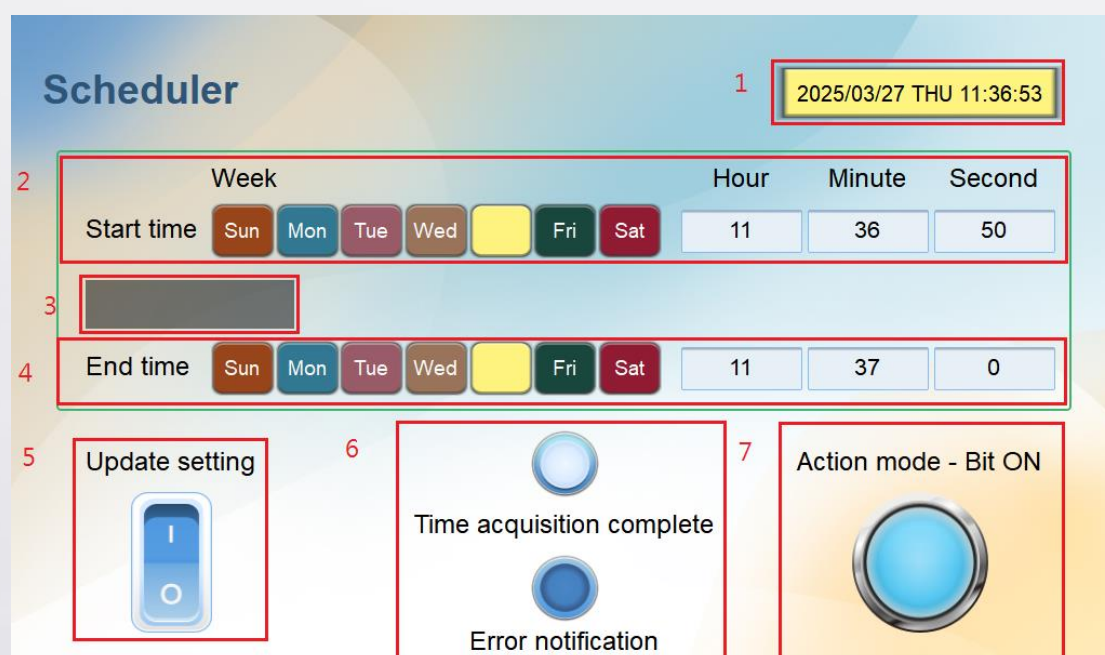 Scheduler
1
2025/03/27 THU 11:36:53
2
Week Hour Minute Second
Start time Sun Mon Tue Wed Fri Sat 11 36 50
3
4
End time Sun Mon Tue Wed Fri Sat 11 37 0
5
Update setting
I
O
6
Time acquisition complete
Error notification
7
Action mode - Bit ON